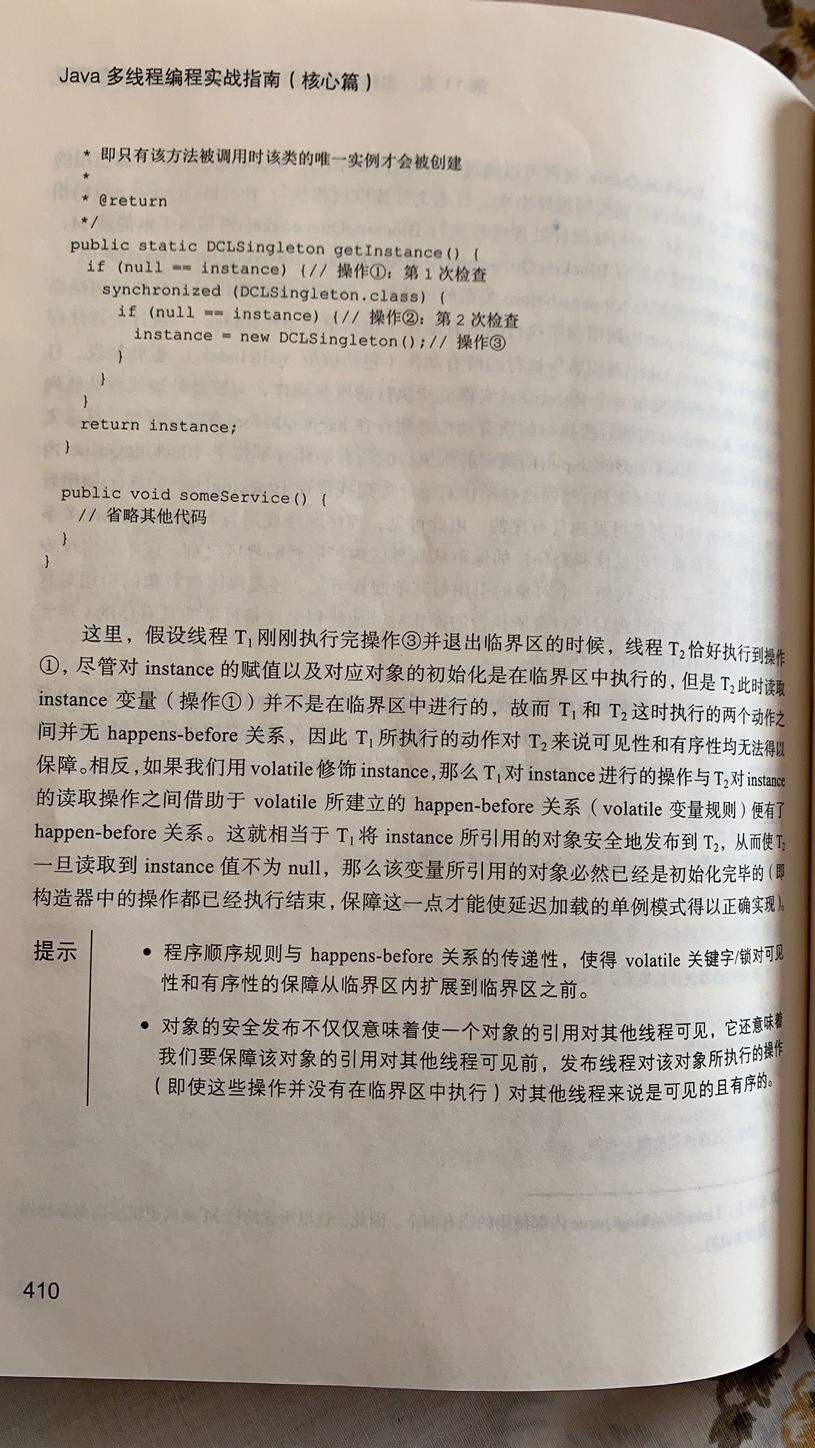 Java 多线程编程实战指南（核心篇）
* 即只有该方法被调用时该类的唯一实例才会被创建
*
* @return
*/
public static DCLSingleton getInstance() {
if (null == instance) {// 操作①：第 1 次检查
synchronized (DCLSingleton.class) {
if (null == instance) {// 操作②：第 2 次检查
instance = new DCLSingleton();// 操作③
}
}
}
return instance;
}
public void someService() {
// 省略其他代码
}
}
这里，假设线程 T₁刚刚执行完操作③并退出临界区的时候，线程 T₂恰好执行到操作
①，尽管对 instance 的赋值以及对应对象的初始化是在临界区中执行的，但是 T₂此时读取
instance 变量（操作①）并不是在临界区中进行的，故而 T₁和 T₂这时执行的两个动作之
间并无 happens-before 关系，因此 T₁所执行的动作对 T₂来说可见性和有序性均无法得以
保障。相反，如果我们用 volatile 修饰 instance，那么 T₁对 instance 进行的操作与 T₂对 instance
的读取操作之间借助于 volatile 所建立的 happen-before 关系（volatile 变量规则）便有了
happen-before 关系。这就相当于 T₁将 instance 所引用的对象安全地发布到 T₂，从而使 T₂
一旦读取到 instance 值不为 null，那么该变量所引用的对象必然已经是初始化完毕的（即
构造器中的操作都已经执行结束，保障这一点才能使延迟加载的单例模式得以正确实现）。
提示
• 程序顺序规则与 happens-before 关系的传递性，使得 volatile 关键字/锁对可见
性和有序性的保障从临界区内扩展到临界区之前。
• 对象的安全发布不仅仅意味着使一个对象的引用对其他线程可见，它还意味着
我们要保障该对象的引用对其他线程可见前，发布线程对该对象所执行的操作
（即使这些操作并没有在临界区中执行）对其他线程来说是可见的且有序的。
410